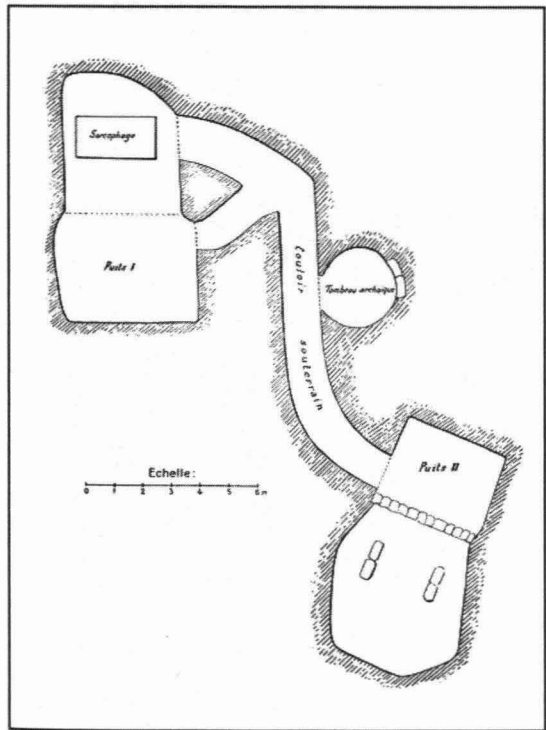 Sarcophage
Puits I
Couloir
souterrain
Tombeau archaïque
Puits II
Echelle:
0 1 2 3 4 5 6 m